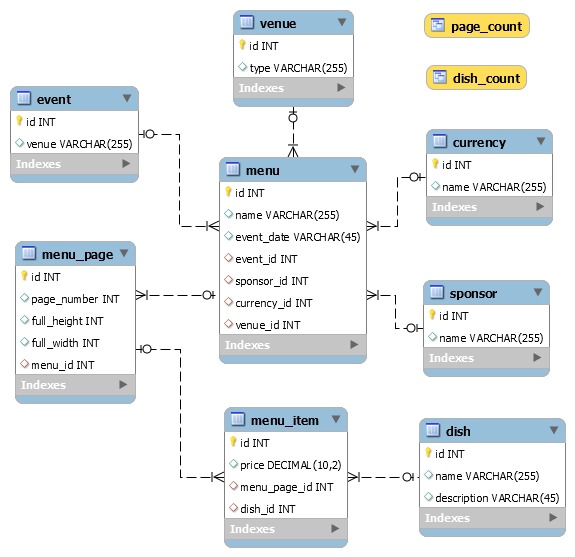 venue
id INT
type VARCHAR(255)
Indexes
page_count
dish_count
event
id INT
venue VARCHAR(255)
Indexes
currency
id INT
name VARCHAR(255)
Indexes
menu
id INT
name VARCHAR(255)
event_date VARCHAR(45)
event_id INT
sponsor_id INT
currency_id INT
venue_id INT
Indexes
menu_page
id INT
page_number INT
full_height INT
full_width INT
menu_id INT
Indexes
sponsor
id INT
name VARCHAR(255)
Indexes
menu_item
id INT
price DECIMAL(10,2)
menu_page_id INT
dish_id INT
Indexes
dish
id INT
name VARCHAR(255)
description VARCHAR(45)
Indexes